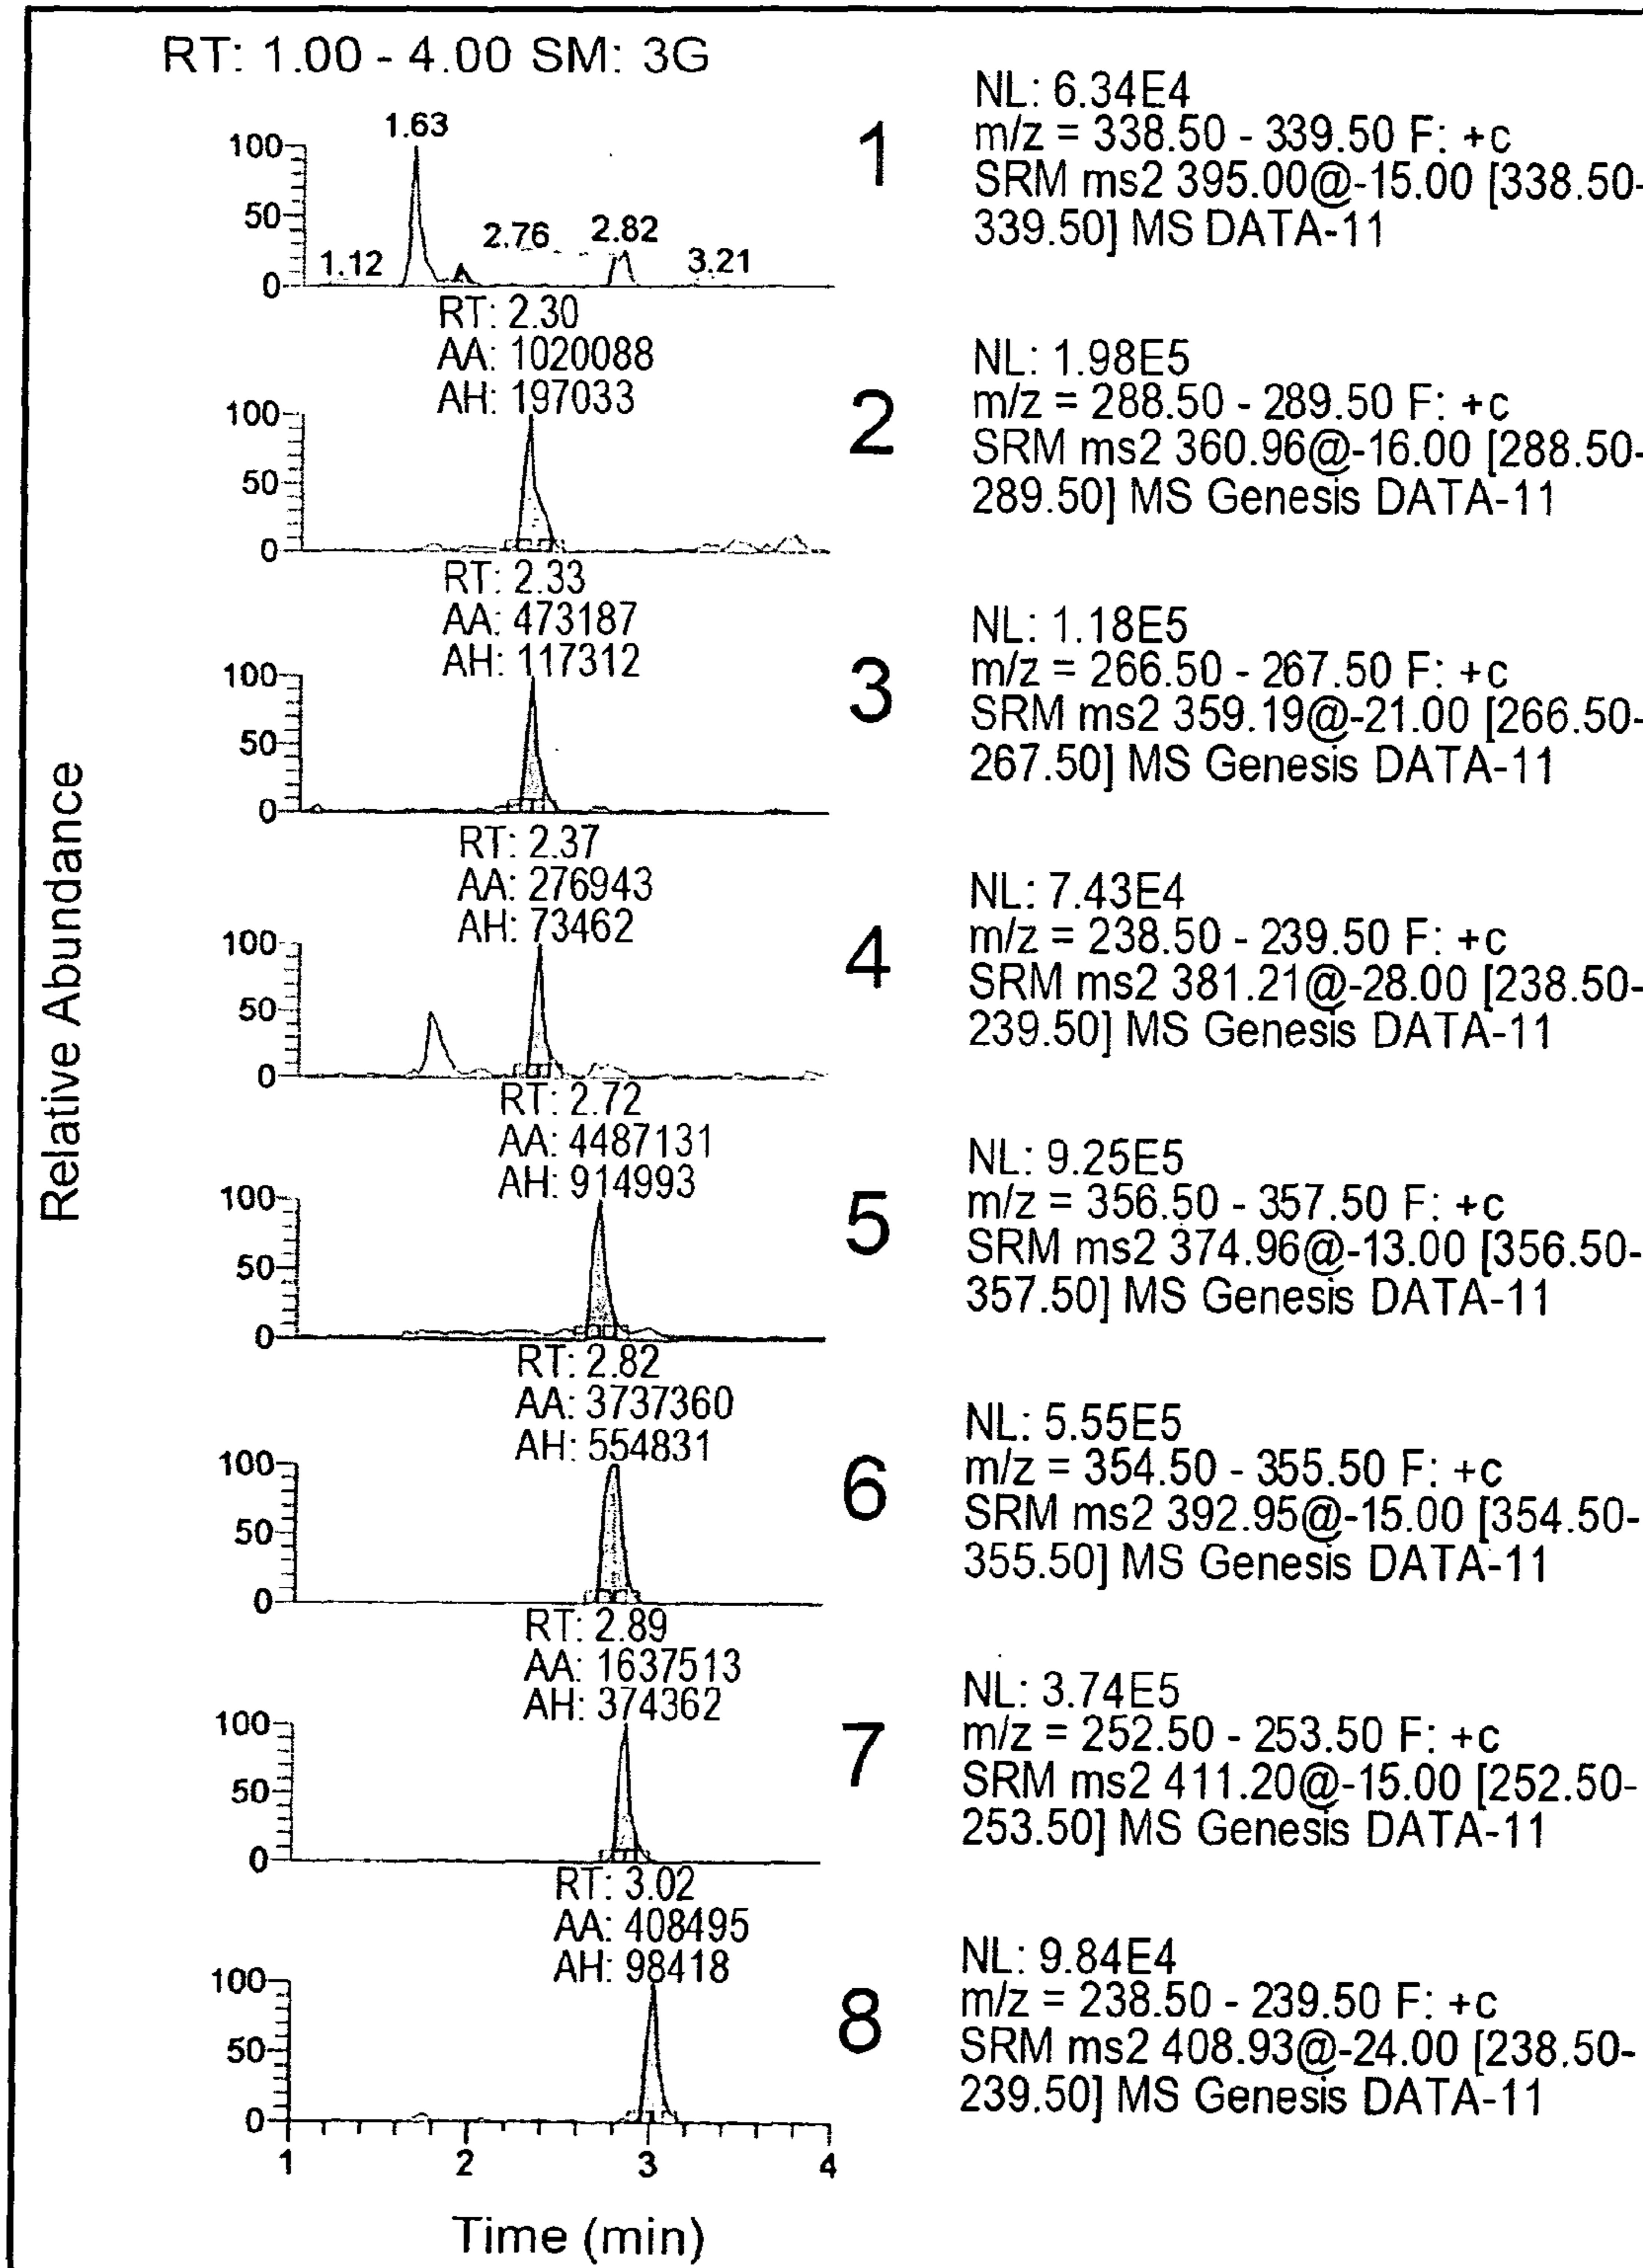 RT: 1.00 - 4.00 SM: 3G
1.63
100
50
0
1.12
2.76
2.82
3.21
1
NL: 6.34E4
m/z = 338.50 - 339.50 F: +c
SRM ms2 395.00@-15.00 [338.50-
339.50] MS DATA-11
RT: 2.30
AA: 1020088
AH: 197033
100
50
0
2
NL: 1.98E5
m/z = 288.50 - 289.50 F: +c
SRM ms2 360.96@-16.00 [288.50-
289.50] MS Genesis DATA-11
RT: 2.33
AA: 473187
AH: 117312
100
50
0
3
NL: 1.18E5
m/z = 266.50 - 267.50 F: +c
SRM ms2 359.19@-21.00 [266.50-
267.50] MS Genesis DATA-11
RT: 2.37
AA: 276943
AH: 73462
100
50
0
4
NL: 7.43E4
m/z = 238.50 - 239.50 F: +c
SRM ms2 381.21@-28.00 [238.50-
239.50] MS Genesis DATA-11
RT: 2.72
AA: 4487131
AH: 914993
100
50
0
5
NL: 9.25E5
m/z = 356.50 - 357.50 F: +c
SRM ms2 374.96@-13.00 [356.50-
357.50] MS Genesis DATA-11
RT: 2.82
AA: 3737360
AH: 554831
100
50
0
6
NL: 5.55E5
m/z = 354.50 - 355.50 F: +c
SRM ms2 392.95@-15.00 [354.50-
355.50] MS Genesis DATA-11
RT: 2.89
AA: 1637513
AH: 374362
100
50
0
7
NL: 3.74E5
m/z = 252.50 - 253.50 F: +c
SRM ms2 411.20@-15.00 [252.50-
253.50] MS Genesis DATA-11
RT: 3.02
AA: 408495
AH: 98418
100
50
0
8
NL: 9.84E4
m/z = 238.50 - 239.50 F: +c
SRM ms2 408.93@-24.00 [238.50-
239.50] MS Genesis DATA-11
1 2 3 4
Time (min)
Relative Abundance